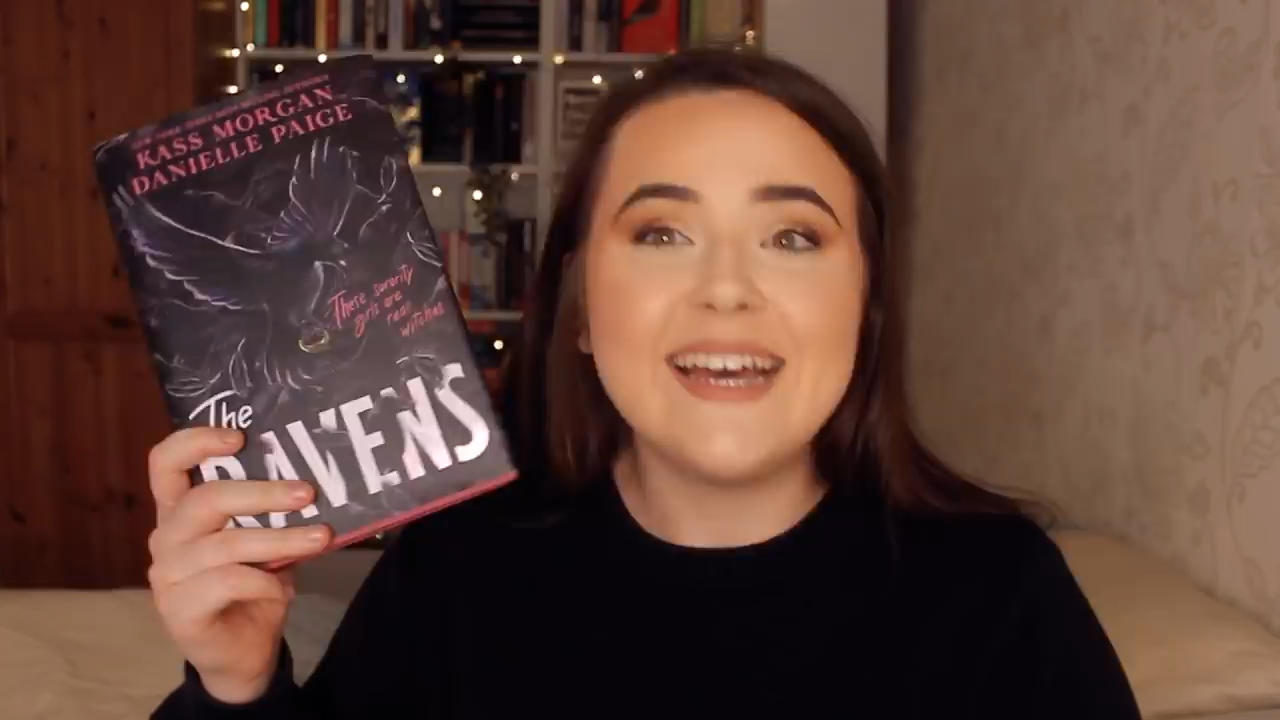 KASS MORGAN
DANIELLE PAIGE
These sorority
girls are
real
witches
The
RAVENS